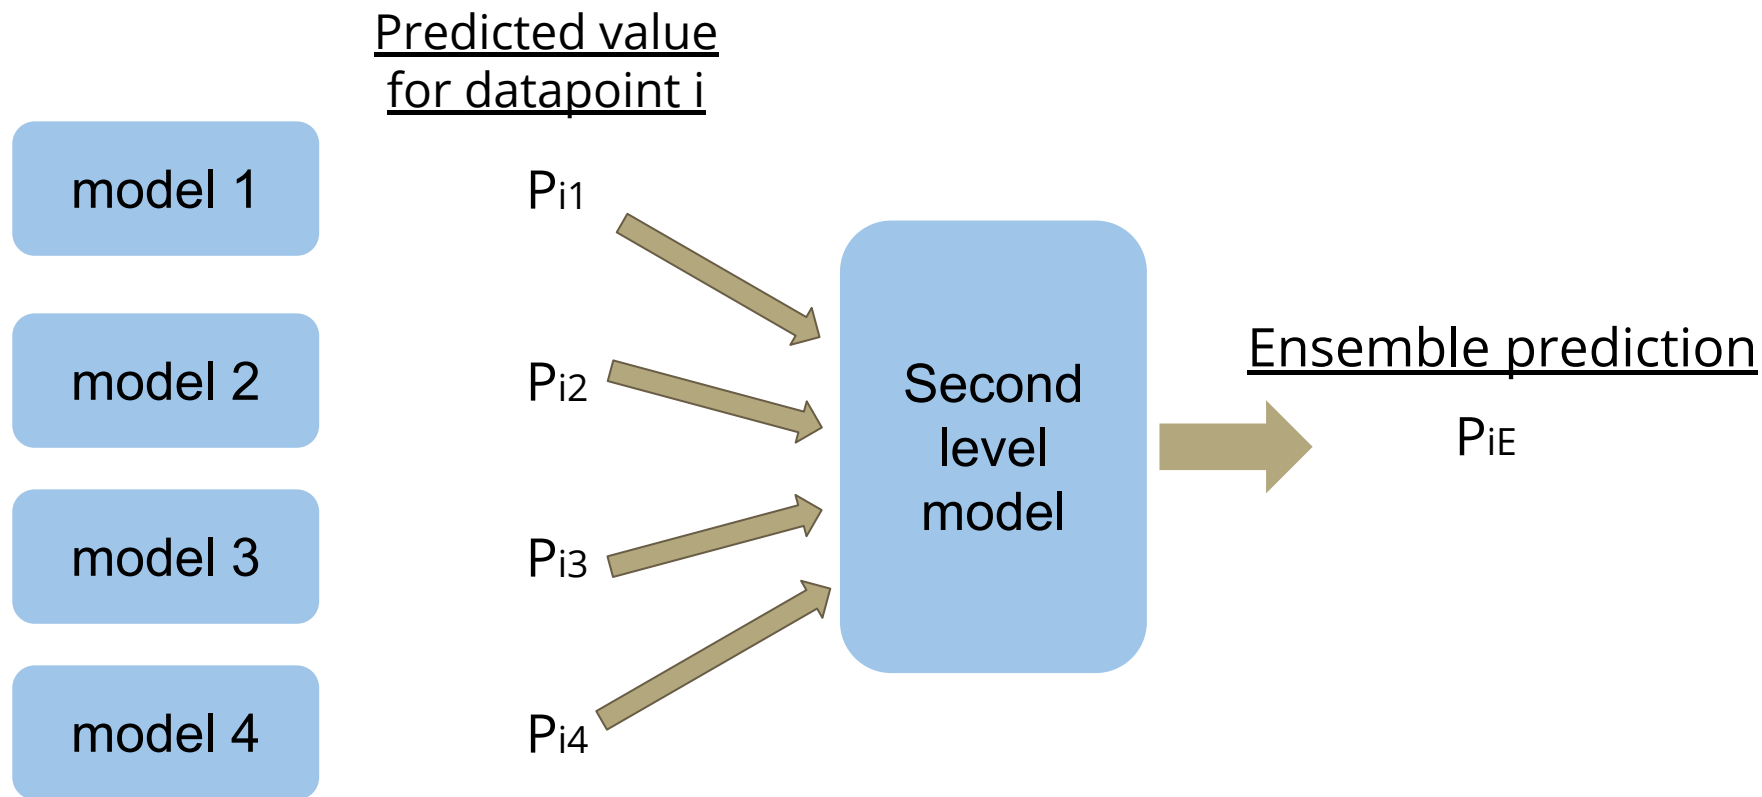 Predicted value
for datapoint i
model 1
Pi1
model 2
Pi2
model 3
Pi3
model 4
Pi4
Second
level
model
Ensemble prediction
PiE